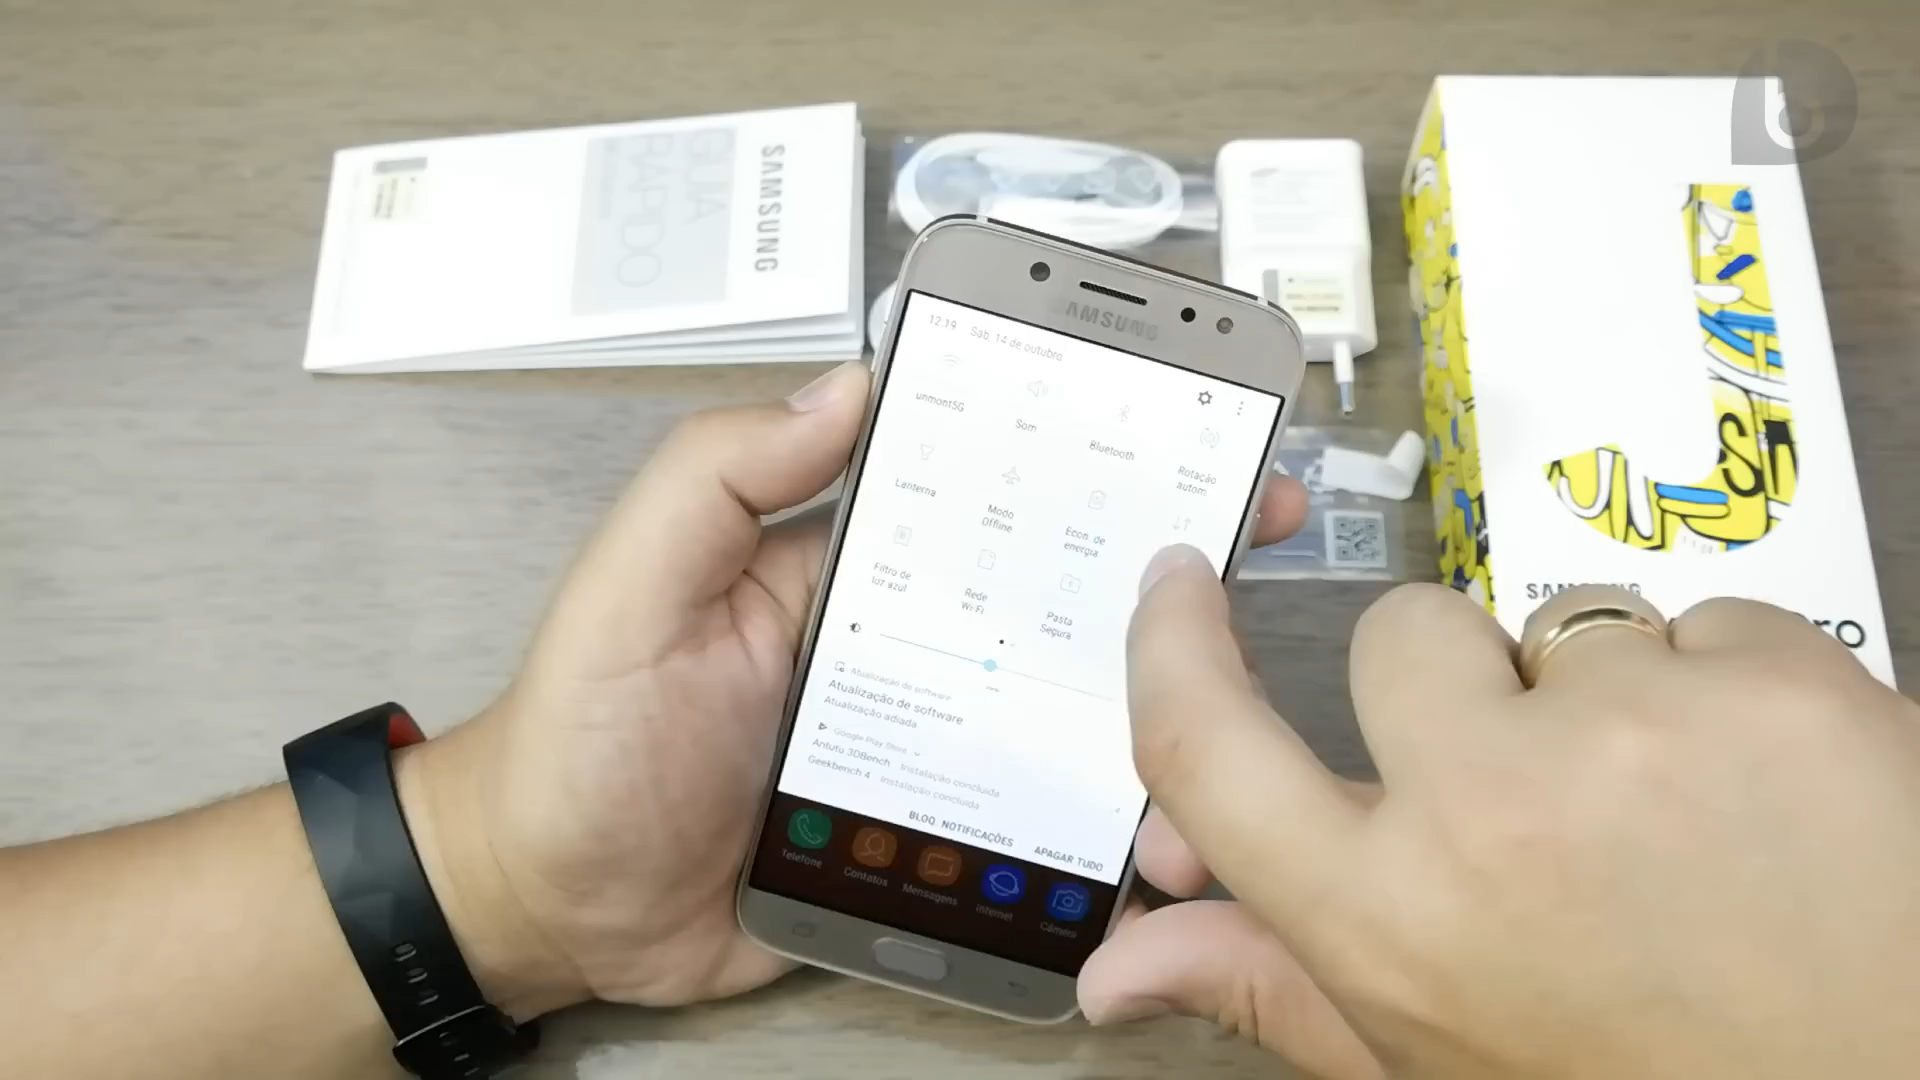 SAMSUNG
GUIA
RÁPIDO
SAMSUNG
12:19 Sáb, 14 de outubro
unmont5G
Som
Bluetooth
Rotação
autom.
Lanterna
Modo
Offline
Econ. de
energia
Filtro de
luz azul
Rede
Wi-Fi
Pasta
Segura
Atualização de software
Atualização de software
Atualização adiada
Google Play Store
Antutu 3DBench Instalação concluída
Geekbench 4 Instalação concluída
BLOQ. NOTIFICAÇÕES
APAGAR TUDO
Telefone
Contatos
Mensagens
Internet
Câmera
SAMSUNG
ro
b